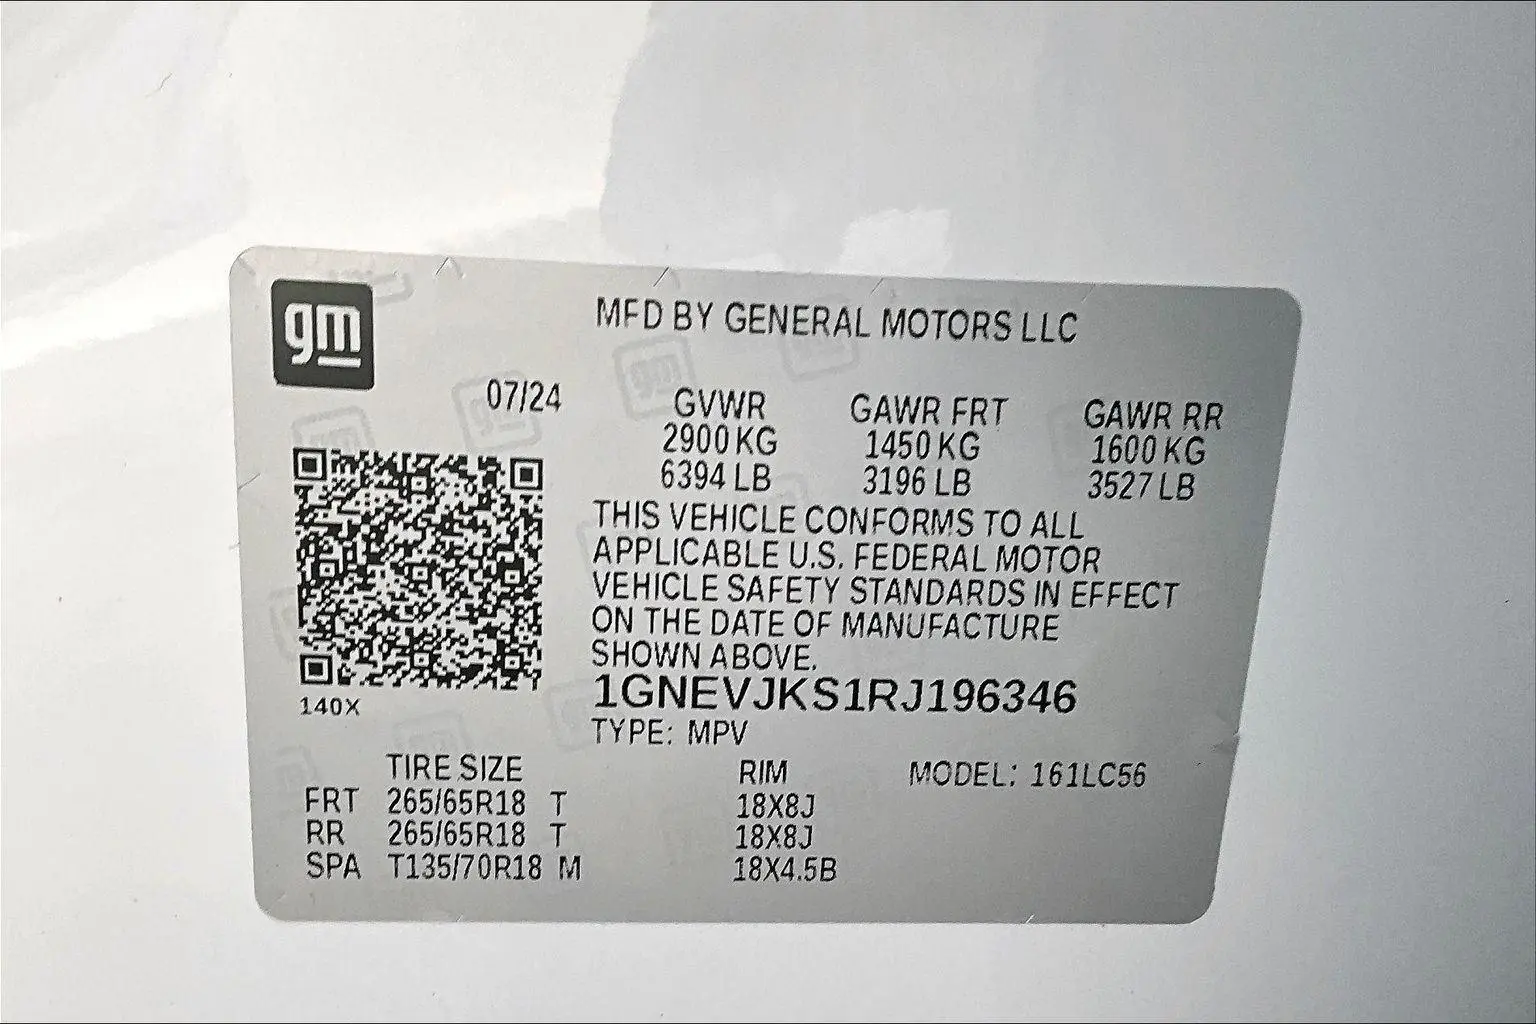 gm
MFD BY GENERAL MOTORS LLC
07/24
GVWR GAWR FRT GAWR RR
2900 KG 1450 KG 1600 KG
6394 LB 3196 LB 3527 LB
THIS VEHICLE CONFORMS TO ALL
APPLICABLE U.S. FEDERAL MOTOR
VEHICLE SAFETY STANDARDS IN EFFECT
ON THE DATE OF MANUFACTURE
SHOWN ABOVE.
1GNEVJKS1RJ196346
140X
TYPE: MPV
TIRE SIZE RIM MODEL: 161LC56
FRT 265/65R18 T 18X8J
RR 265/65R18 T 18X8J
SPA T135/70R18 M 18X4.5B